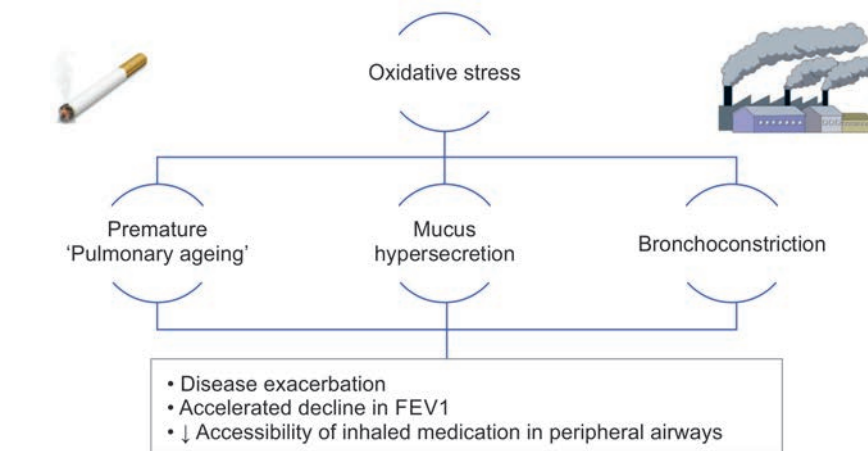 Oxidative stress
Premature
‘Pulmonary ageing’
Mucus
hypersecretion
Bronchoconstriction
• Disease exacerbation
• Accelerated decline in FEV1
• ↓ Accessibility of inhaled medication in peripheral airways